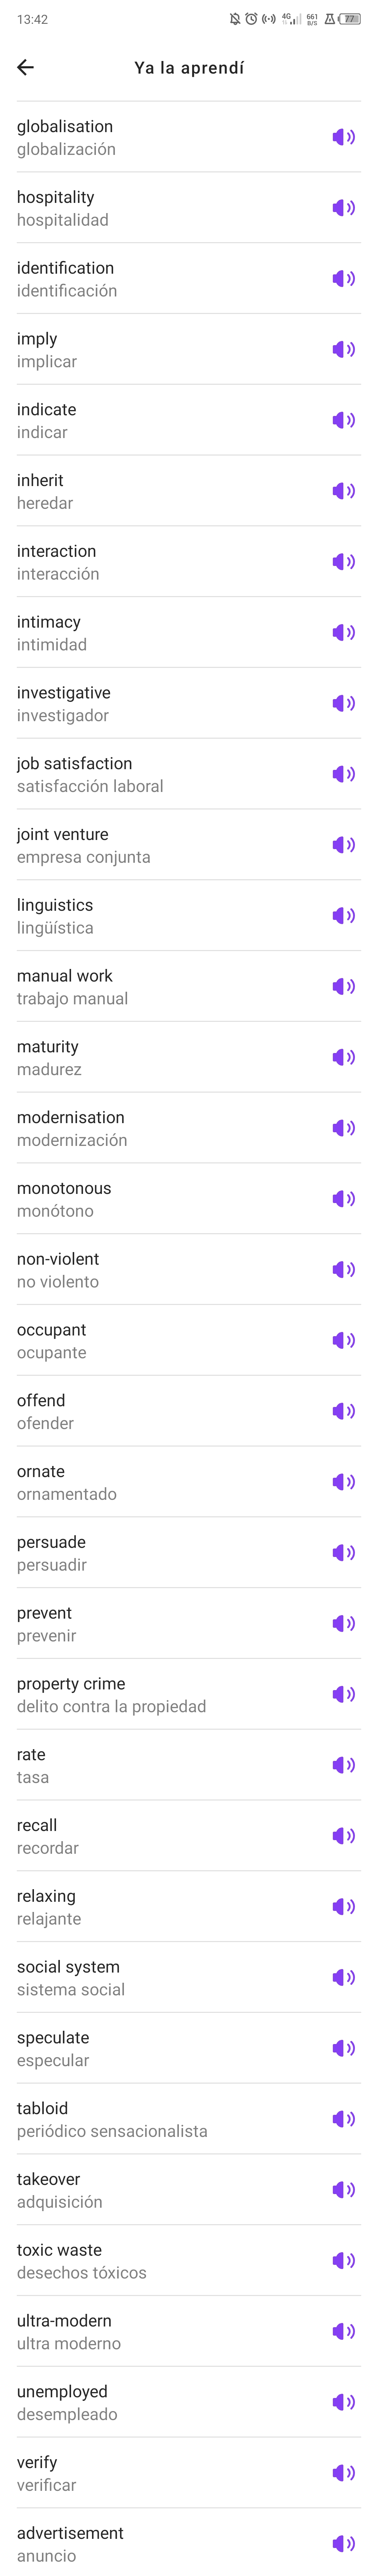 13:42
4G
661
B/S
77
Ya la aprendí
globalisation
globalización
hospitality
hospitalidad
identification
identificación
imply
implicar
indicate
indicar
inherit
heredar
interaction
interacción
intimacy
intimidad
investigative
investigador
job satisfaction
satisfacción laboral
joint venture
empresa conjunta
linguistics
lingüística
manual work
trabajo manual
maturity
madurez
modernisation
modernización
monotonous
monótono
non-violent
no violento
occupant
ocupante
offend
ofender
ornate
ornamentado
persuade
persuadir
prevent
prevenir
property crime
delito contra la propiedad
rate
tasa
recall
recordar
relaxing
relajante
social system
sistema social
speculate
especular
tabloid
periódico sensacionalista
takeover
adquisición
toxic waste
desechos tóxicos
ultra-modern
ultra moderno
unemployed
desempleado
verify
verificar
advertisement
anuncio